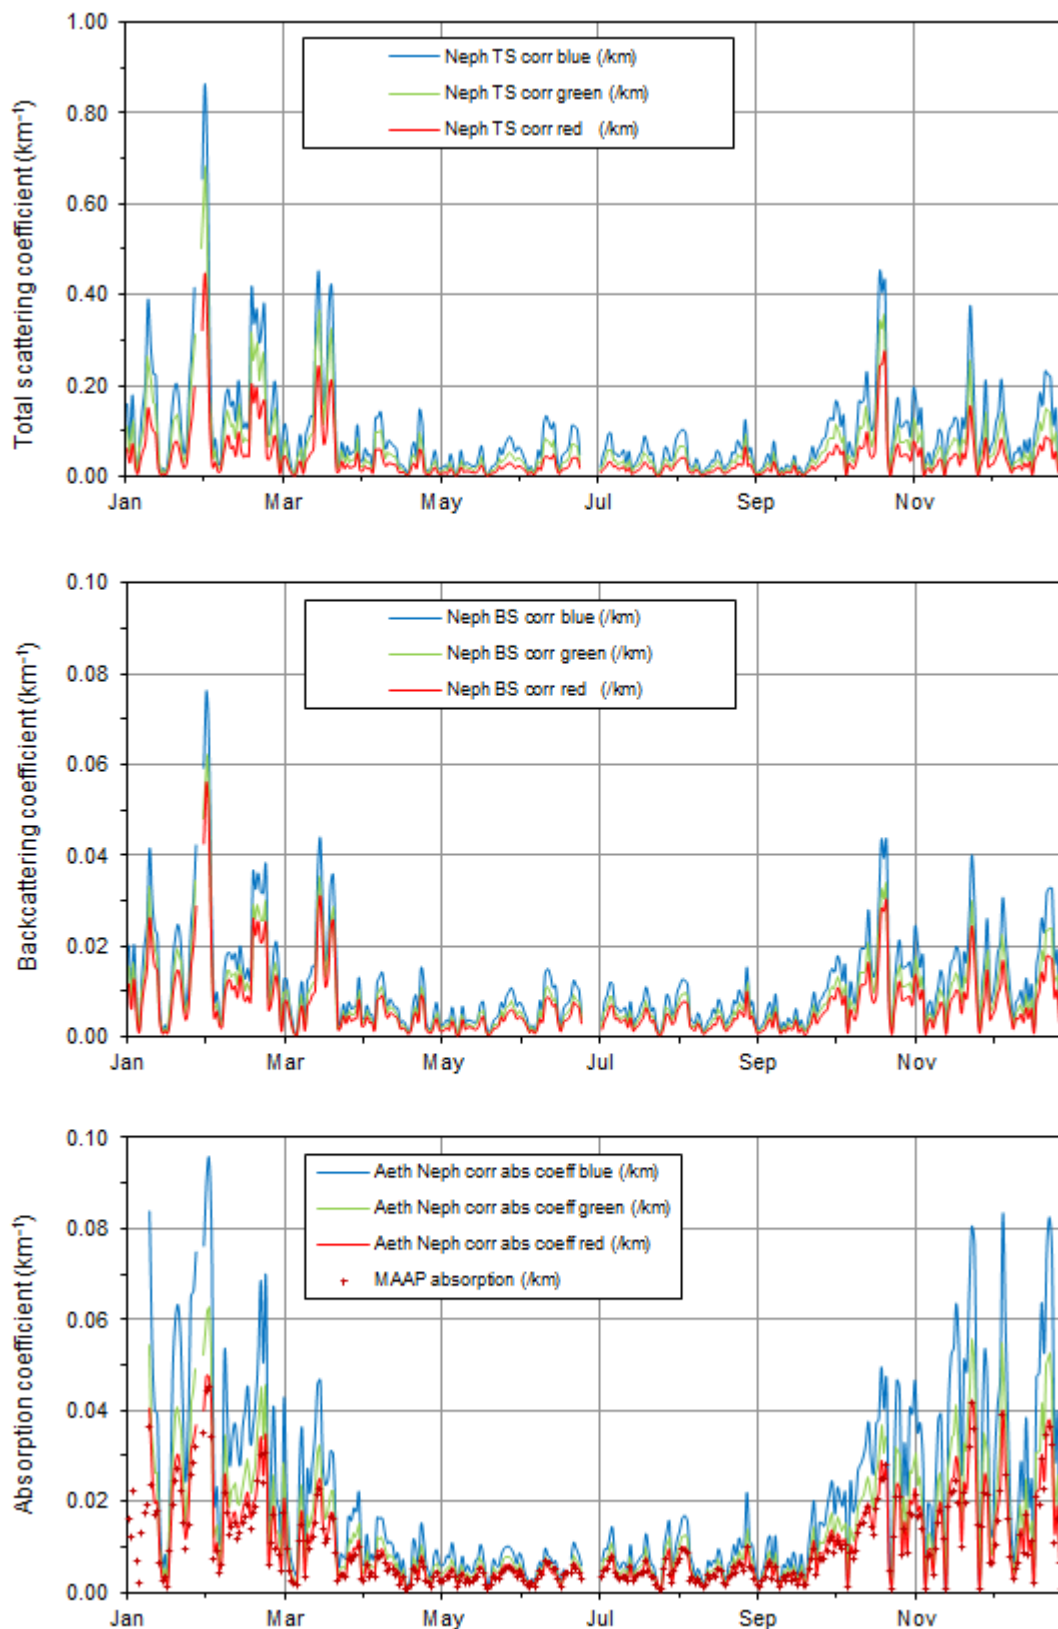 Total scattering coefficient (km⁻¹)
1.00
0.80
0.60
0.40
0.20
0.00
Neph TS corr blue (/km)
Neph TS corr green (/km)
Neph TS corr red (/km)
Jan Mar May Jul Sep Nov
Backcattering coefficient (km⁻¹)
0.10
0.08
0.06
0.04
0.02
0.00
Neph BS corr blue (/km)
Neph BS corr green (/km)
Neph BS corr red (/km)
Jan Mar May Jul Sep Nov
Absorption coefficient (km⁻¹)
0.10
0.08
0.06
0.04
0.02
0.00
Aeth Neph corr abs coeff blue (/km)
Aeth Neph corr abs coeff green (/km)
Aeth Neph corr abs coeff red (/km)
MAAP absorption (/km)
Jan Mar May Jul Sep Nov